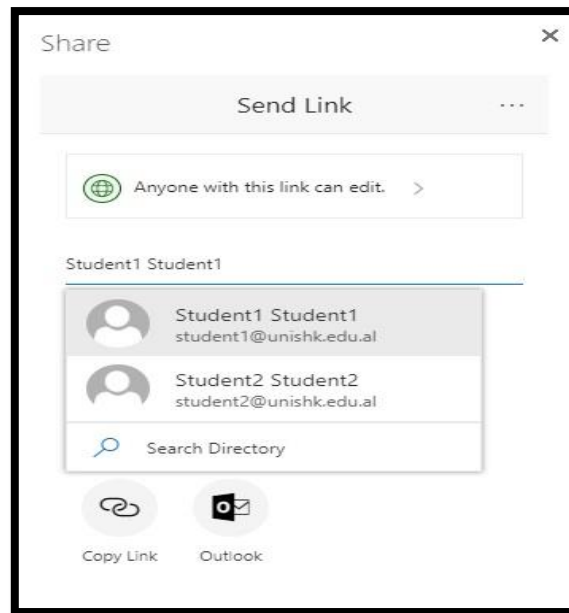 Share
Send Link
Anyone with this link can edit.
Student1 Student1
Student1 Student1
student1@unishk.edu.al
Student2 Student2
student2@unishk.edu.al
Search Directory
Copy Link
Outlook